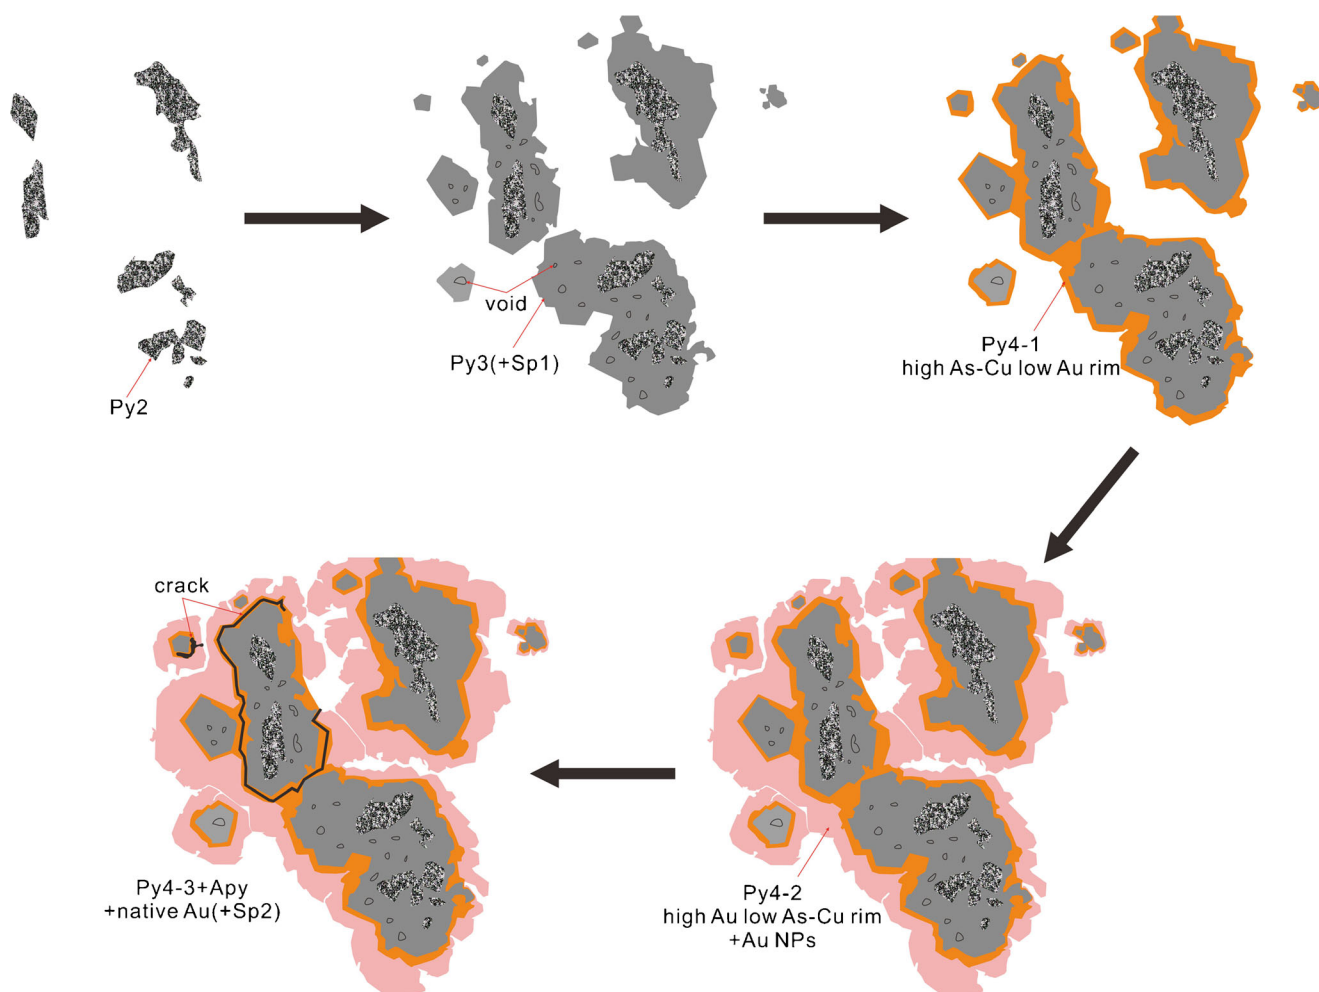 void
Py3(+Sp1)
Py2
Py4-1
high As-Cu low Au rim
crack
Py4-3+Apy
+native Au(+Sp2)
Py4-2
high Au low As-Cu rim
+Au NPs